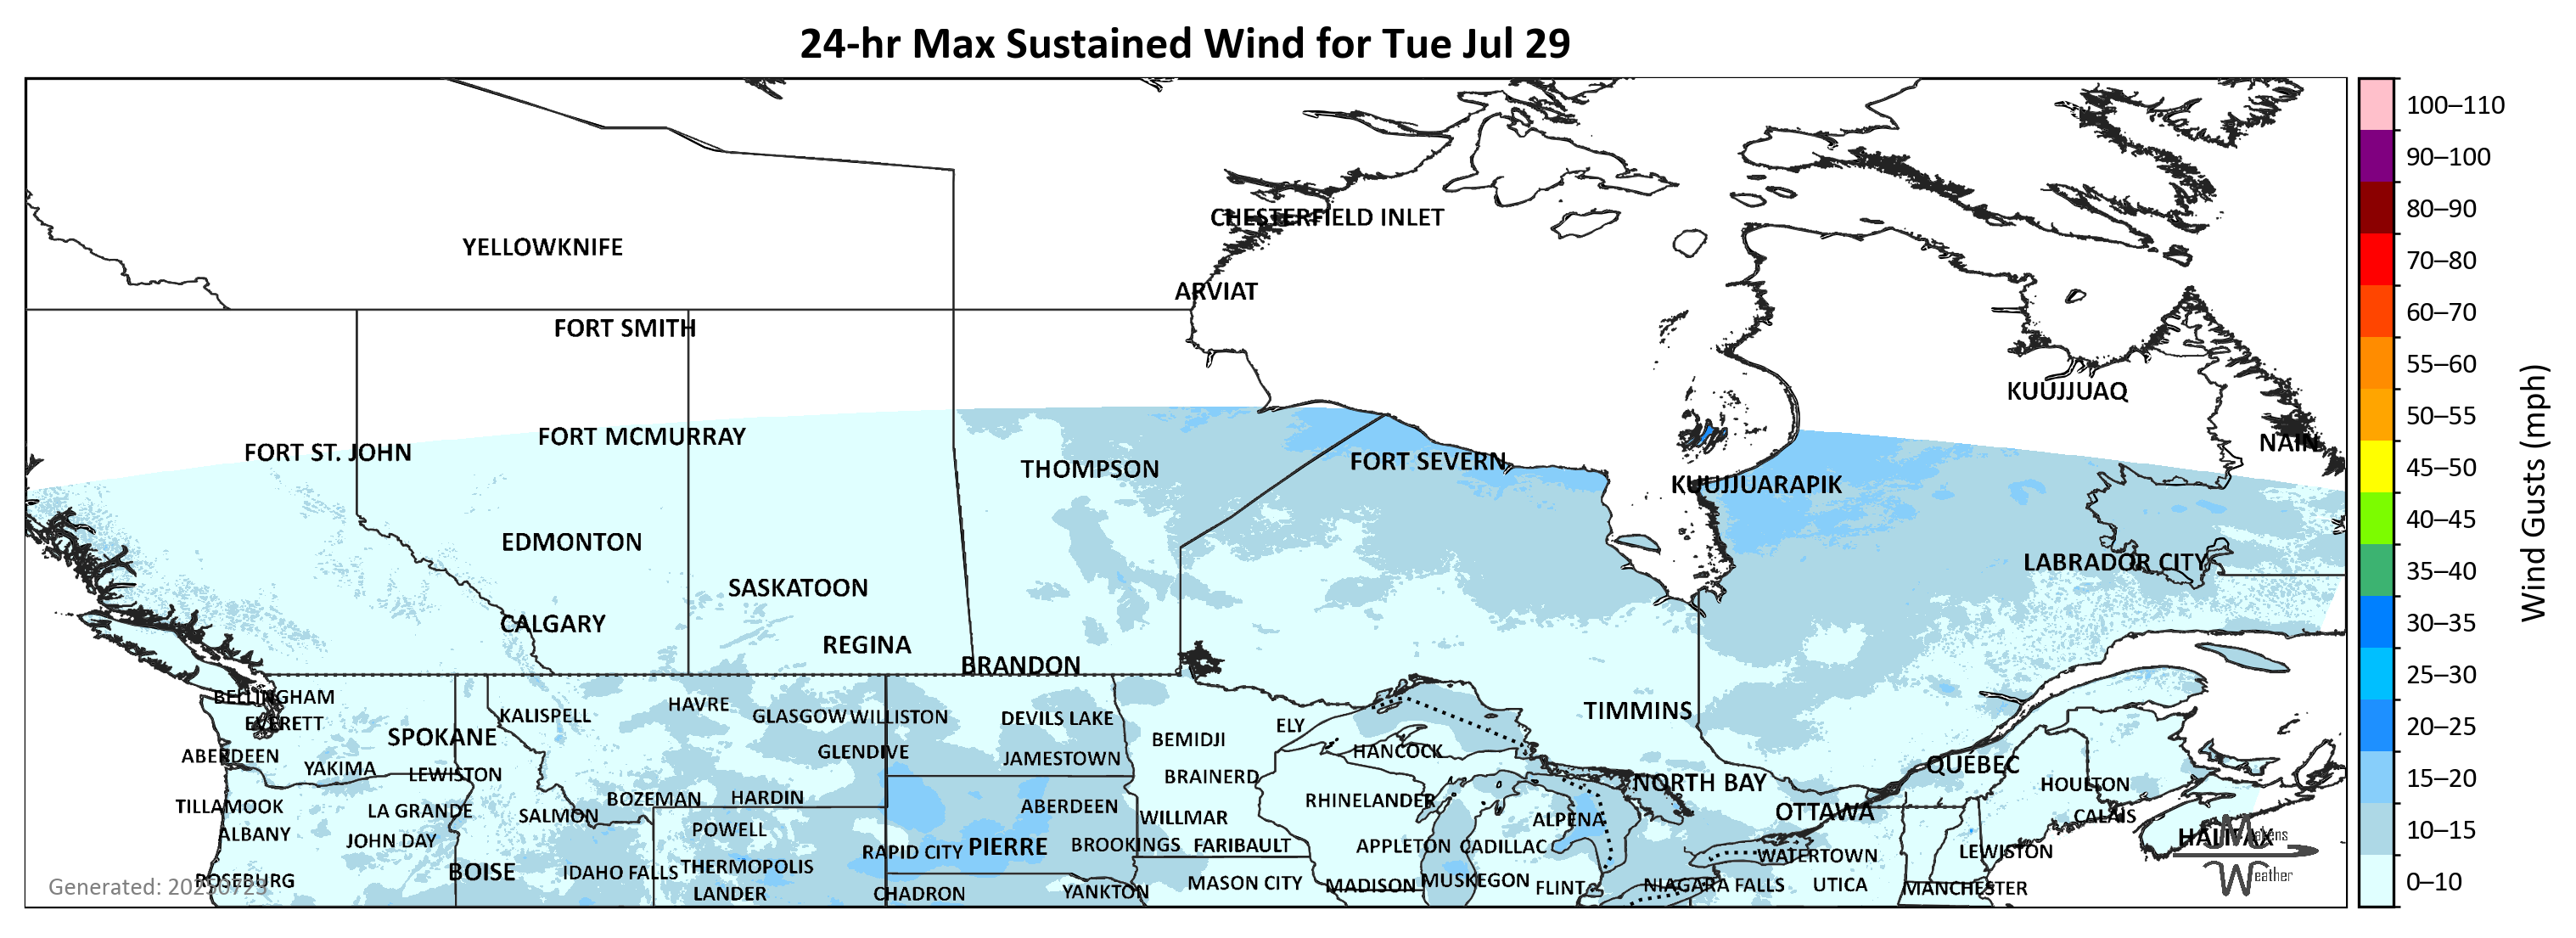 24-hr Max Sustained Wind for Tue Jul 29
100–110
90–100
80–90
70–80
60–70
55–60
50–55
45–50
40–45
35–40
30–35
25–30
20–25
15–20
10–15
0–10
Wind Gusts (mph)
CHESTERFIELD INLET
YELLOWKNIFE
ARVIAT
FORT SMITH
KUUJJUAQ
FORT MCMURRAY
NAIN
FORT ST. JOHN
FORT SEVERN
THOMPSON
KUUJJUARAPIK
EDMONTON
LABRADOR CITY
SASKATOON
CALGARY
REGINA
BRANDON
BELLINGHAM
HAVRE
TIMMINS
KALISPELL
GLASGOW
WILLISTON
DEVILS LAKE
EVERETT
ELY
SPOKANE
BEMIDJI
HANCOCK
GLENDIVE
ABERDEEN
JAMESTOWN
QUEBEC
YAKIMA
LEWISTON
BRAINERD
NORTH BAY
HOULTON
BOZEMAN
HARDIN
RHINELANDER
TILLAMOOK
LA GRANDE
ABERDEEN
SALMON
WILLMAR
ALPENA
OTTAWA
CALAIS
ALBANY
POWELL
HALIFAX
JOHN DAY
PIERRE
BROOKINGS
FARIBAULT
APPLETON
CADILLAC
RAPID CITY
LEWISTON
WATERTOWN
THERMOPOLIS
BOISE
IDAHO FALLS
ROSEBURG
MUSKEGON
MASON CITY
MADISON
FLINT
NIAGARA FALLS
UTICA
MANCHESTER
LANDER
CHADRON
YANKTON
Generated: 20250723
Makens
Weather